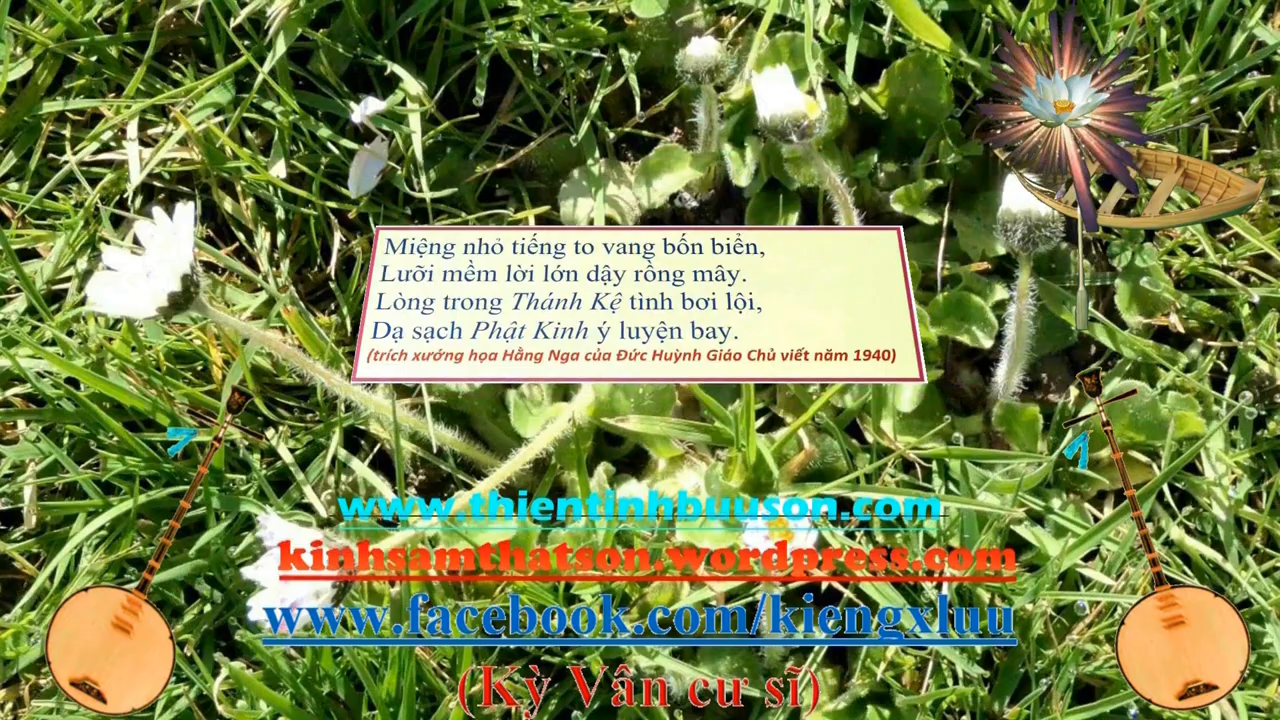 Miệng nhỏ tiếng to vang bốn biển,
Lưỡi mềm lời lớn dậy rồng mây.
Lòng trong Thánh Kệ tình bơi lội,
Dạ sạch Phật Kinh ý luyện bay.
(trích xướng họa Hằng Nga của Đức Huỳnh Giáo Chủ viết năm 1940)
www.thientinhbuuson.com
kinhsamthatson.wordpress.com
www.facebook.com/kiengxluu
(Kỳ Vân cư sĩ)